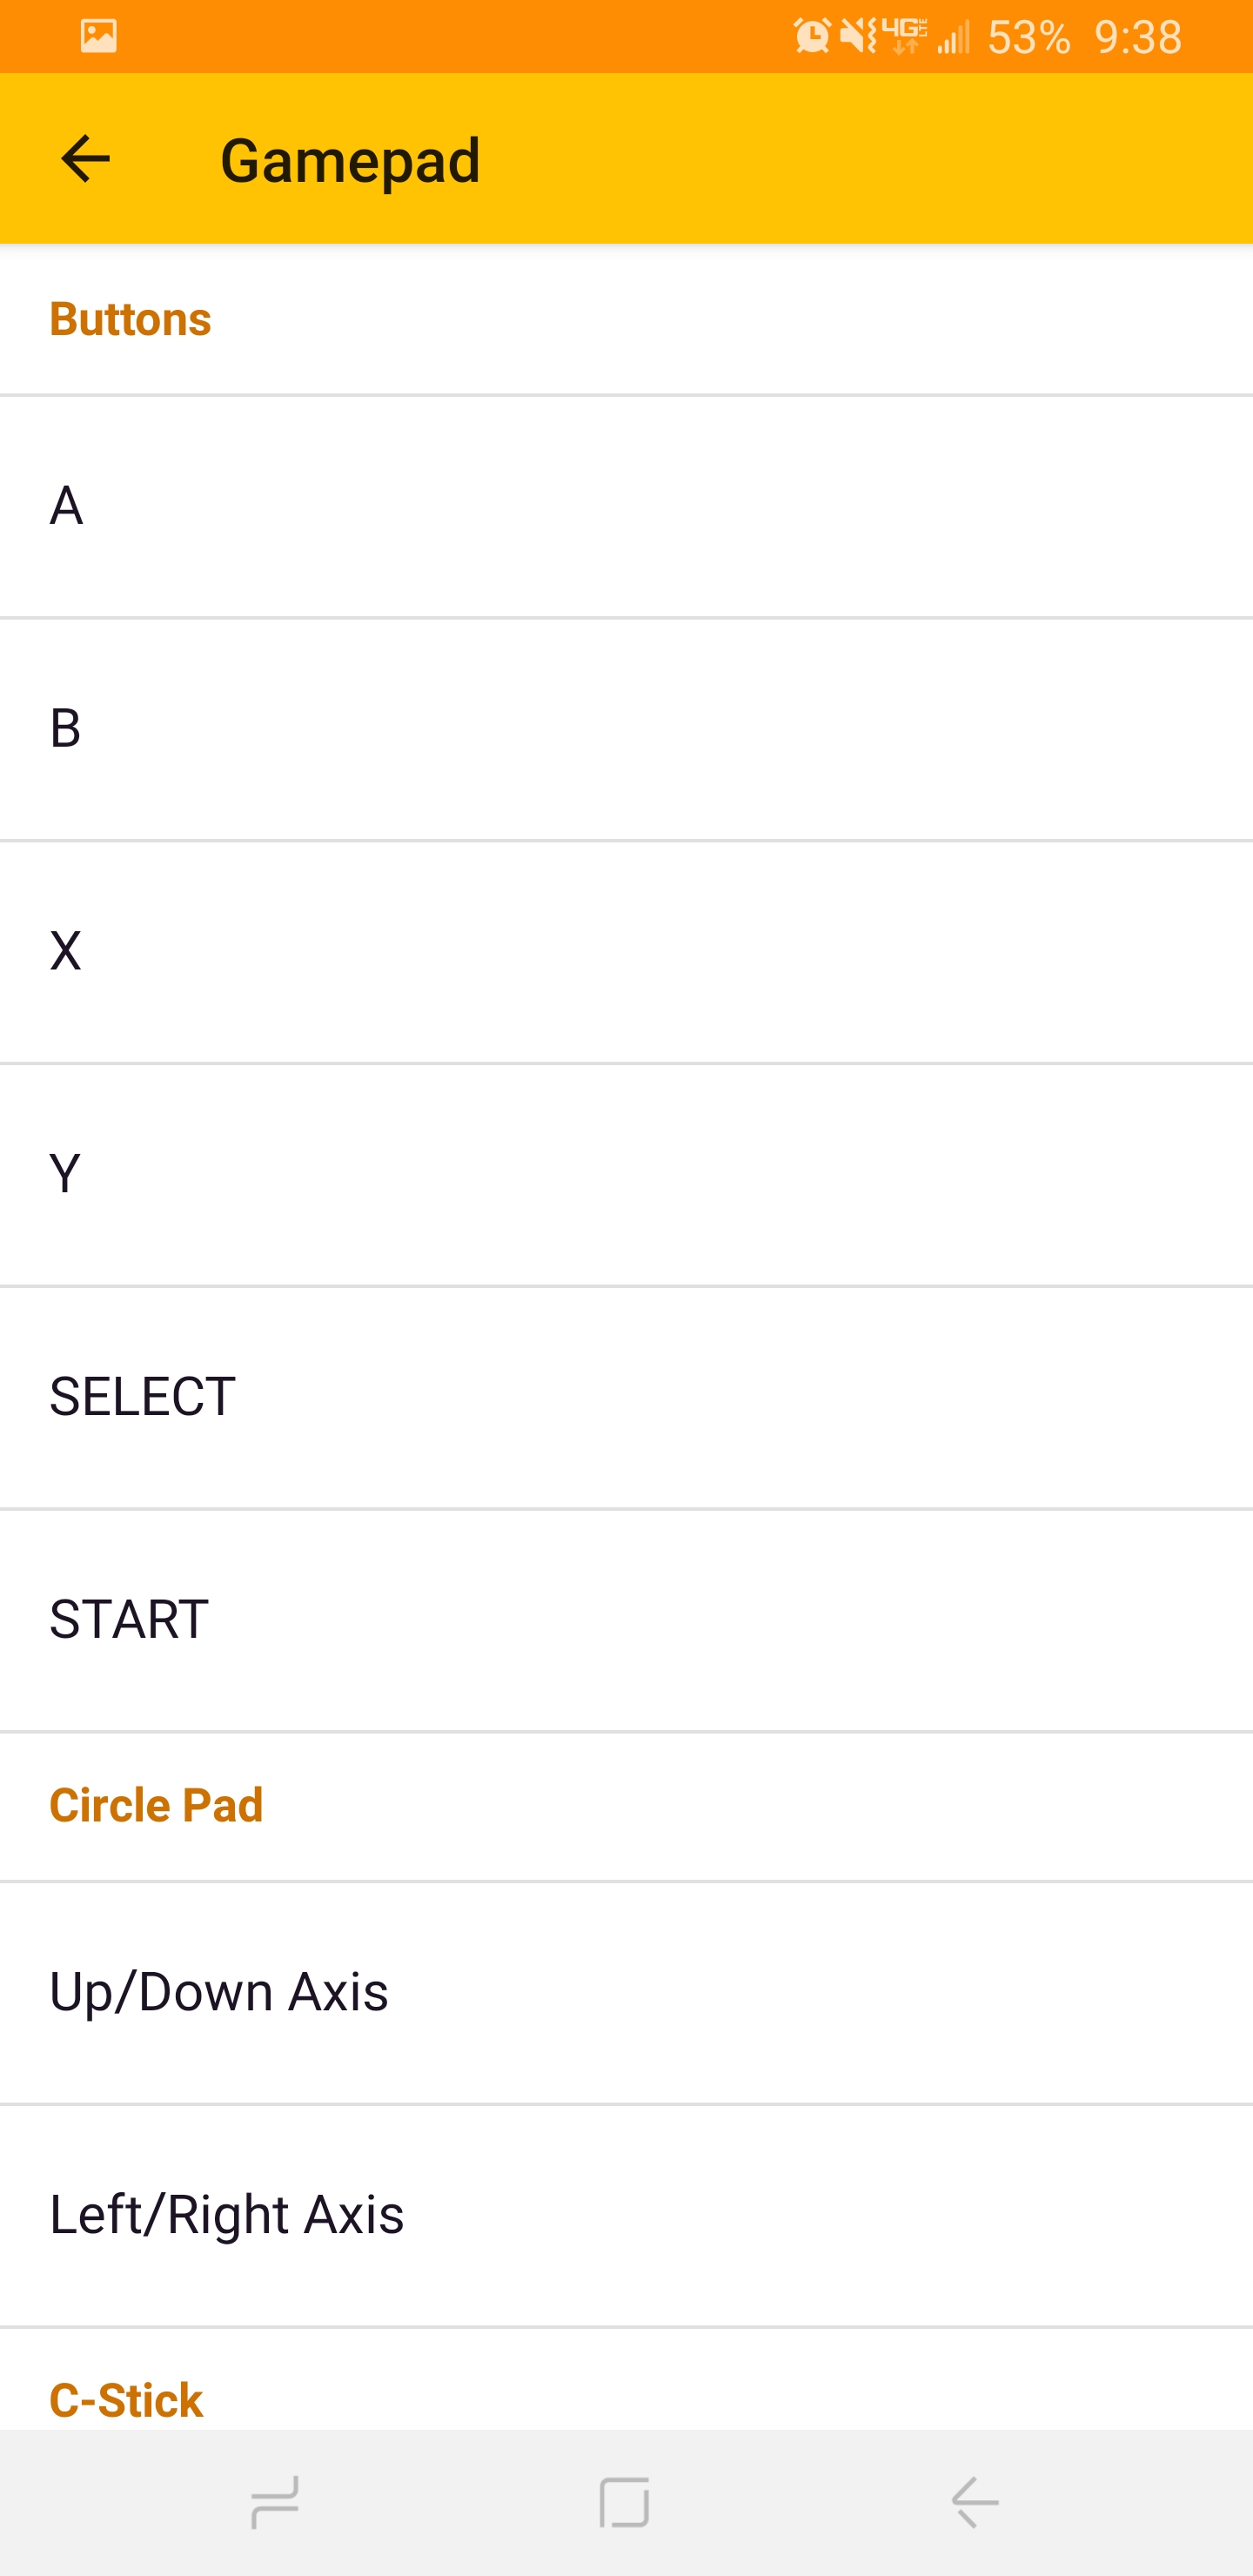 4G LTE 53% 9:38
Gamepad
Buttons
A
B
X
Y
SELECT
START
Circle Pad
Up/Down Axis
Left/Right Axis
C-Stick